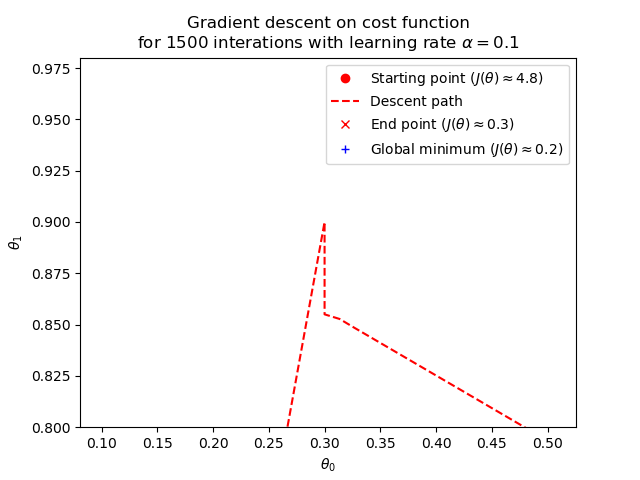 Gradient descent on cost function
for 1500 interations with learning rate α = 0.1
Starting point (J(θ) ≈ 4.8)
Descent path
End point (J(θ) ≈ 0.3)
Global minimum (J(θ) ≈ 0.2)
θ₁
0.975
0.950
0.925
0.900
0.875
0.850
0.825
0.800
0.10 0.15 0.20 0.25 0.30 0.35 0.40 0.45 0.50
θ₀